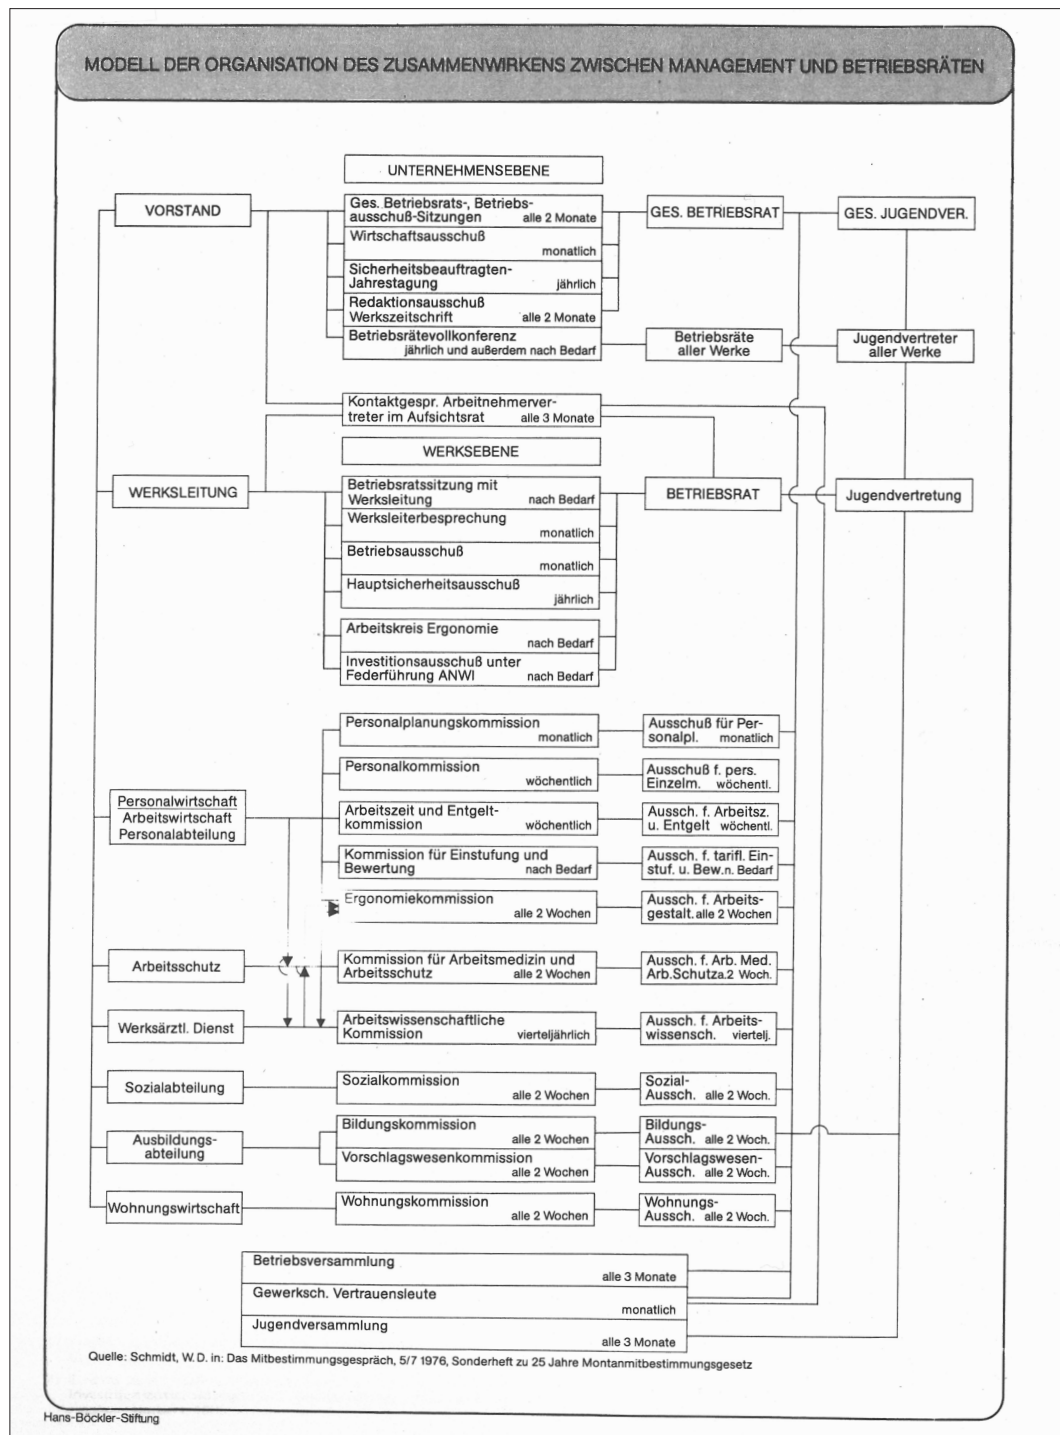 MODELL DER ORGANISATION DES ZUSAMMENWIRKENS ZWISCHEN MANAGEMENT UND BETRIEBSRÄTEN
UNTERNEHMENSEBENE
VORSTAND
Ges. Betriebsrats-, Betriebs-
ausschuß-Sitzungen alle 2 Monate
Wirtschaftsausschuß
monatlich
Sicherheitsbeauftragten-
Jahrestagung jährlich
Redaktionsausschuß
Werkszeitschrift alle 2 Monate
Betriebsrätevollkonferenz
jährlich und außerdem nach Bedarf
GES. BETRIEBSRAT
GES. JUGENDVER.
Betriebsräte
aller Werke
Jugendvertreter
aller Werke
Kontaktgespr. Arbeitnehmerver-
treter im Aufsichtsrat alle 3 Monate
WERKSEBENE
WERKSLEITUNG
Betriebsratssitzung mit
Werksleitung nach Bedarf
Werksleiterbesprechung
monatlich
Betriebsausschuß
monatlich
Hauptsicherheitsausschuß
jährlich
Arbeitskreis Ergonomie
nach Bedarf
Investitionsausschuß unter
Federführung ANWI nach Bedarf
BETRIEBSRAT
Jugendvertretung
Personalwirtschaft
Arbeitswirtschaft
Personalabteilung
Personalplanungskommission
monatlich
Ausschuß für Per-
sonalpl. monatlich
Personalkommission
wöchentlich
Ausschuß f. pers.
Einzelm. wöchentl.
Arbeitszeit und Entgelt-
kommission wöchentlich
Aussch. f. Arbeitsz.
u. Entgelt wöchentl.
Kommission für Einstufung und
Bewertung nach Bedarf
Aussch. f. tarifl. Ein-
stuf. u. Bew. n. Bedarf
Ergonomiekommission
alle 2 Wochen
Aussch. f. Arbeits-
gestalt. alle 2 Wochen
Arbeitsschutz
Kommission für Arbeitsmedizin und
Arbeitsschutz alle 2 Wochen
Aussch. f. Arb. Med.
Arb.Schutz a.2 Woch.
Werksärztl. Dienst
Arbeitswissenschaftliche
Kommission vierteljährlich
Aussch. f. Arbeits-
wissensch. viertelj.
Sozialabteilung
Sozialkommission
alle 2 Wochen
Sozial-
Aussch. alle 2 Woch.
Ausbildungs-
abteilung
Bildungskommission
alle 2 Wochen
Bildungs-
Aussch. alle 2 Woch.
Vorschlagswesenkommission
alle 2 Wochen
Vorschlagswesen-
Aussch. alle 2 Woch.
Wohnungswirtschaft
Wohnungskommission
alle 2 Wochen
Wohnungs-
Aussch. alle 2 Woch.
Betriebsversammlung
alle 3 Monate
Gewerksch. Vertrauensleute
monatlich
Jugendversammlung
alle 3 Monate
Quelle: Schmidt, W. D. in: Das Mitbestimmungsgespräch, 5/7 1976, Sonderheft zu 25 Jahre Montanmitbestimmungsgesetz
Hans-Böckler-Stiftung